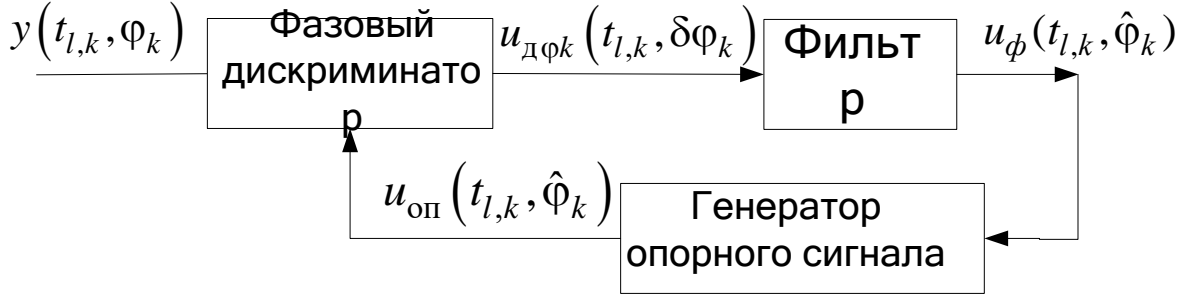 y(t_{l,k}, φ_k)
Фазовый
дискриминато
р
u_{дφk}(t_{l,k}, δφ_k)
Фильт
р
u_ф(t_{l,k}, φ̂_k)
u_{оп}(t_{l,k}, φ̂_k)
Генератор
опорного сигнала